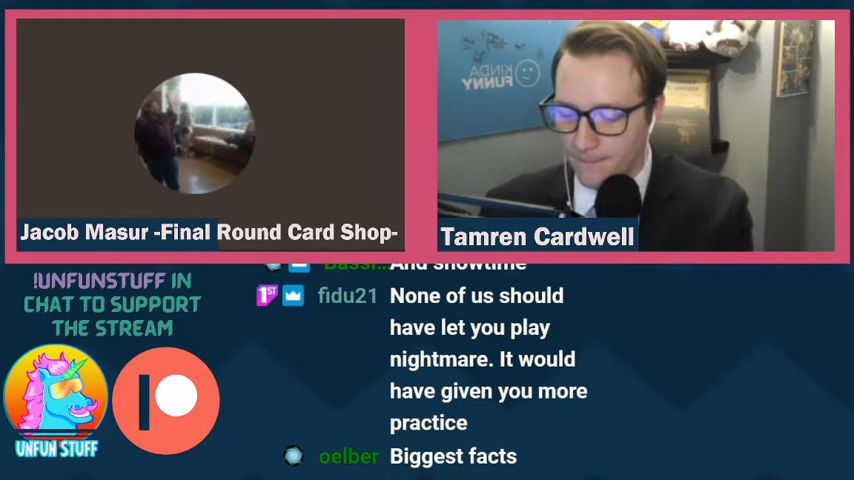 KINDA
FUNNY
Jacob Masur -Final Round Card Shop-
Tamren Cardwell
!UNFUNSTUFF IN
CHAT TO SUPPORT
THE STREAM
UNFUN STUFF
And showtime
1ST fidu21 None of us should
have let you play
nightmare. It would
have given you more
practice
oelber Biggest facts